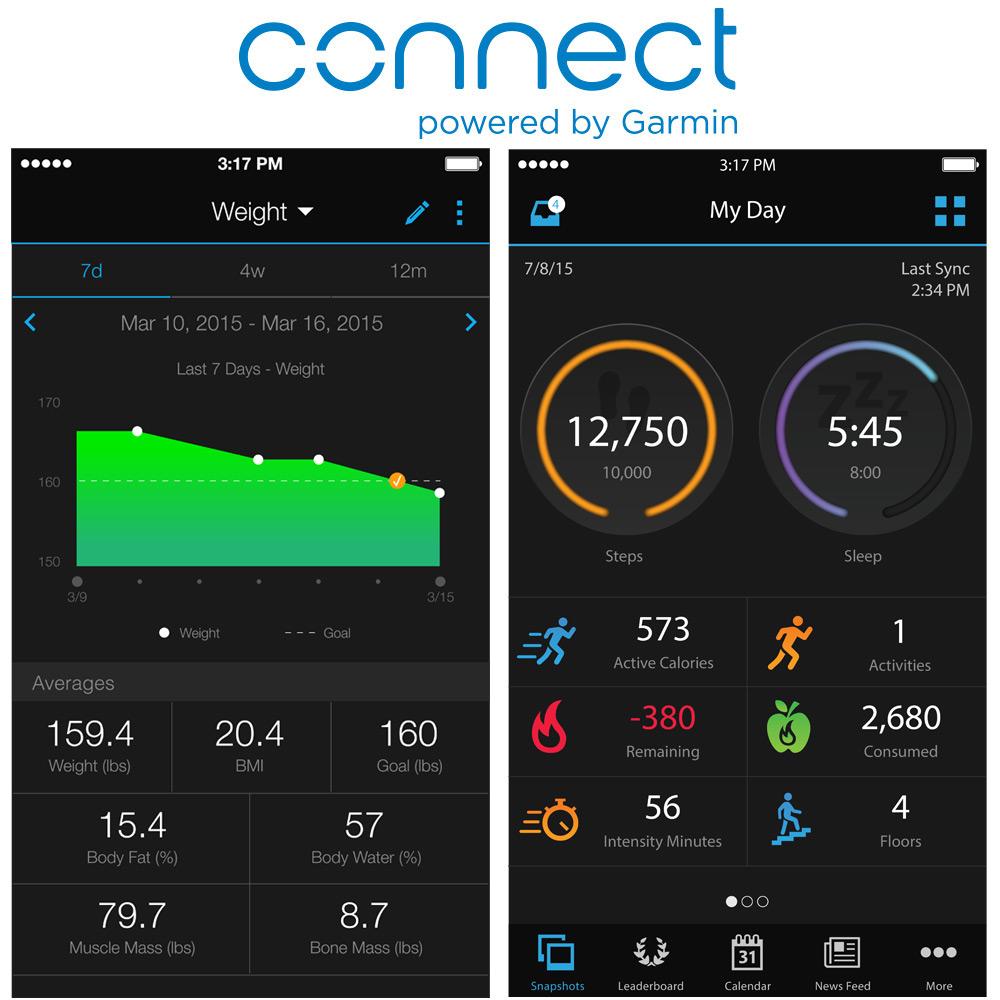 connect
powered by Garmin
3:17 PM
Weight
7d 4w 12m
Mar 10, 2015 - Mar 16, 2015
Last 7 Days - Weight
170
160
150
3/9 3/15
Weight Goal
Averages
159.4 20.4 160
Weight (lbs) BMI Goal (lbs)
15.4 57
Body Fat (%) Body Water (%)
79.7 8.7
Muscle Mass (lbs) Bone Mass (lbs)
3:17 PM
4
My Day
7/8/15 Last Sync
2:34 PM
zzz
12,750 5:45
10,000 8:00
Steps Sleep
573 1
Active Calories Activities
-380 2,680
Remaining Consumed
56 4
Intensity Minutes Floors
31
Snapshots Leaderboard Calendar News Feed More